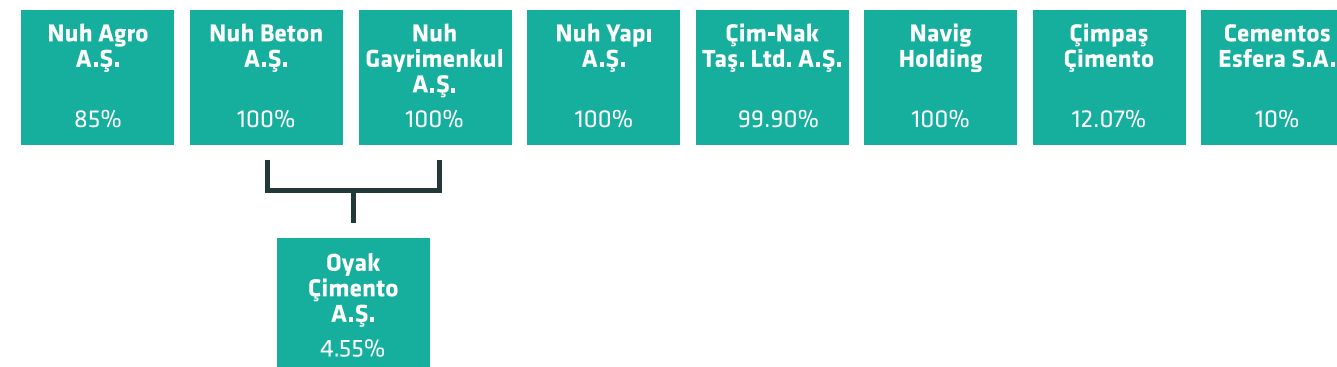 Nuh Agro
A.Ş.
85%
Nuh Beton
A.Ş.
100%
Nuh
Gayrimenkul
A.Ş.
100%
Nuh Yapı
A.Ş.
100%
Çim-Nak
Taş. Ltd. A.Ş.
99.90%
Navig
Holding
100%
Çimpaş
Çimento
12.07%
Cementos
Esfera S.A.
10%
Oyak
Çimento
A.Ş.
4.55%